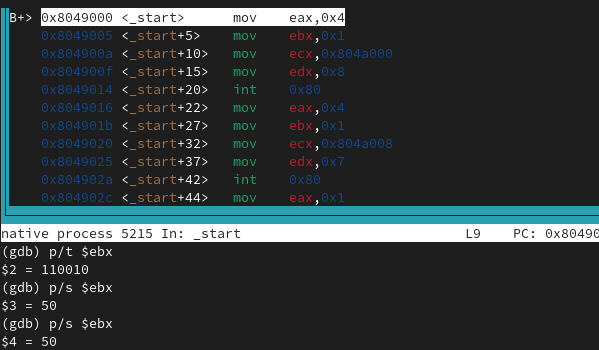 B+> 0x8049000 <_start> mov eax,0x4
0x8049005 <_start+5> mov ebx,0x1
0x804900a <_start+10> mov ecx,0x804a000
0x804900f <_start+15> mov edx,0x8
0x8049014 <_start+20> int 0x80
0x8049016 <_start+22> mov eax,0x4
0x804901b <_start+27> mov ebx,0x1
0x8049020 <_start+32> mov ecx,0x804a008
0x8049025 <_start+37> mov edx,0x7
0x804902a <_start+42> int 0x80
0x804902c <_start+44> mov eax,0x1
native process 5215 In: _start L9 PC: 0x80490
(gdb) p/t $ebx
$2 = 110010
(gdb) p/s $ebx
$3 = 50
(gdb) p/s $ebx
$4 = 50